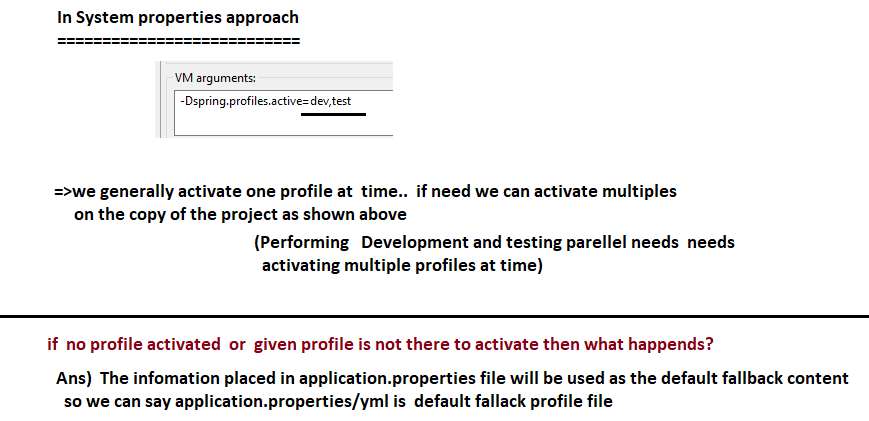 In System properties approach
===========================
VM arguments:
-Dspring.profiles.active=dev,test
=>we generally activate one profile at time.. if need we can activate multiples
on the copy of the project as shown above
(Performing Development and testing parellel needs needs
activating multiple profiles at time)
if no profile activated or given profile is not there to activate then what happends?
Ans) The infomation placed in application.properties file will be used as the default fallback content
so we can say application.properties/yml is default fallack profile file